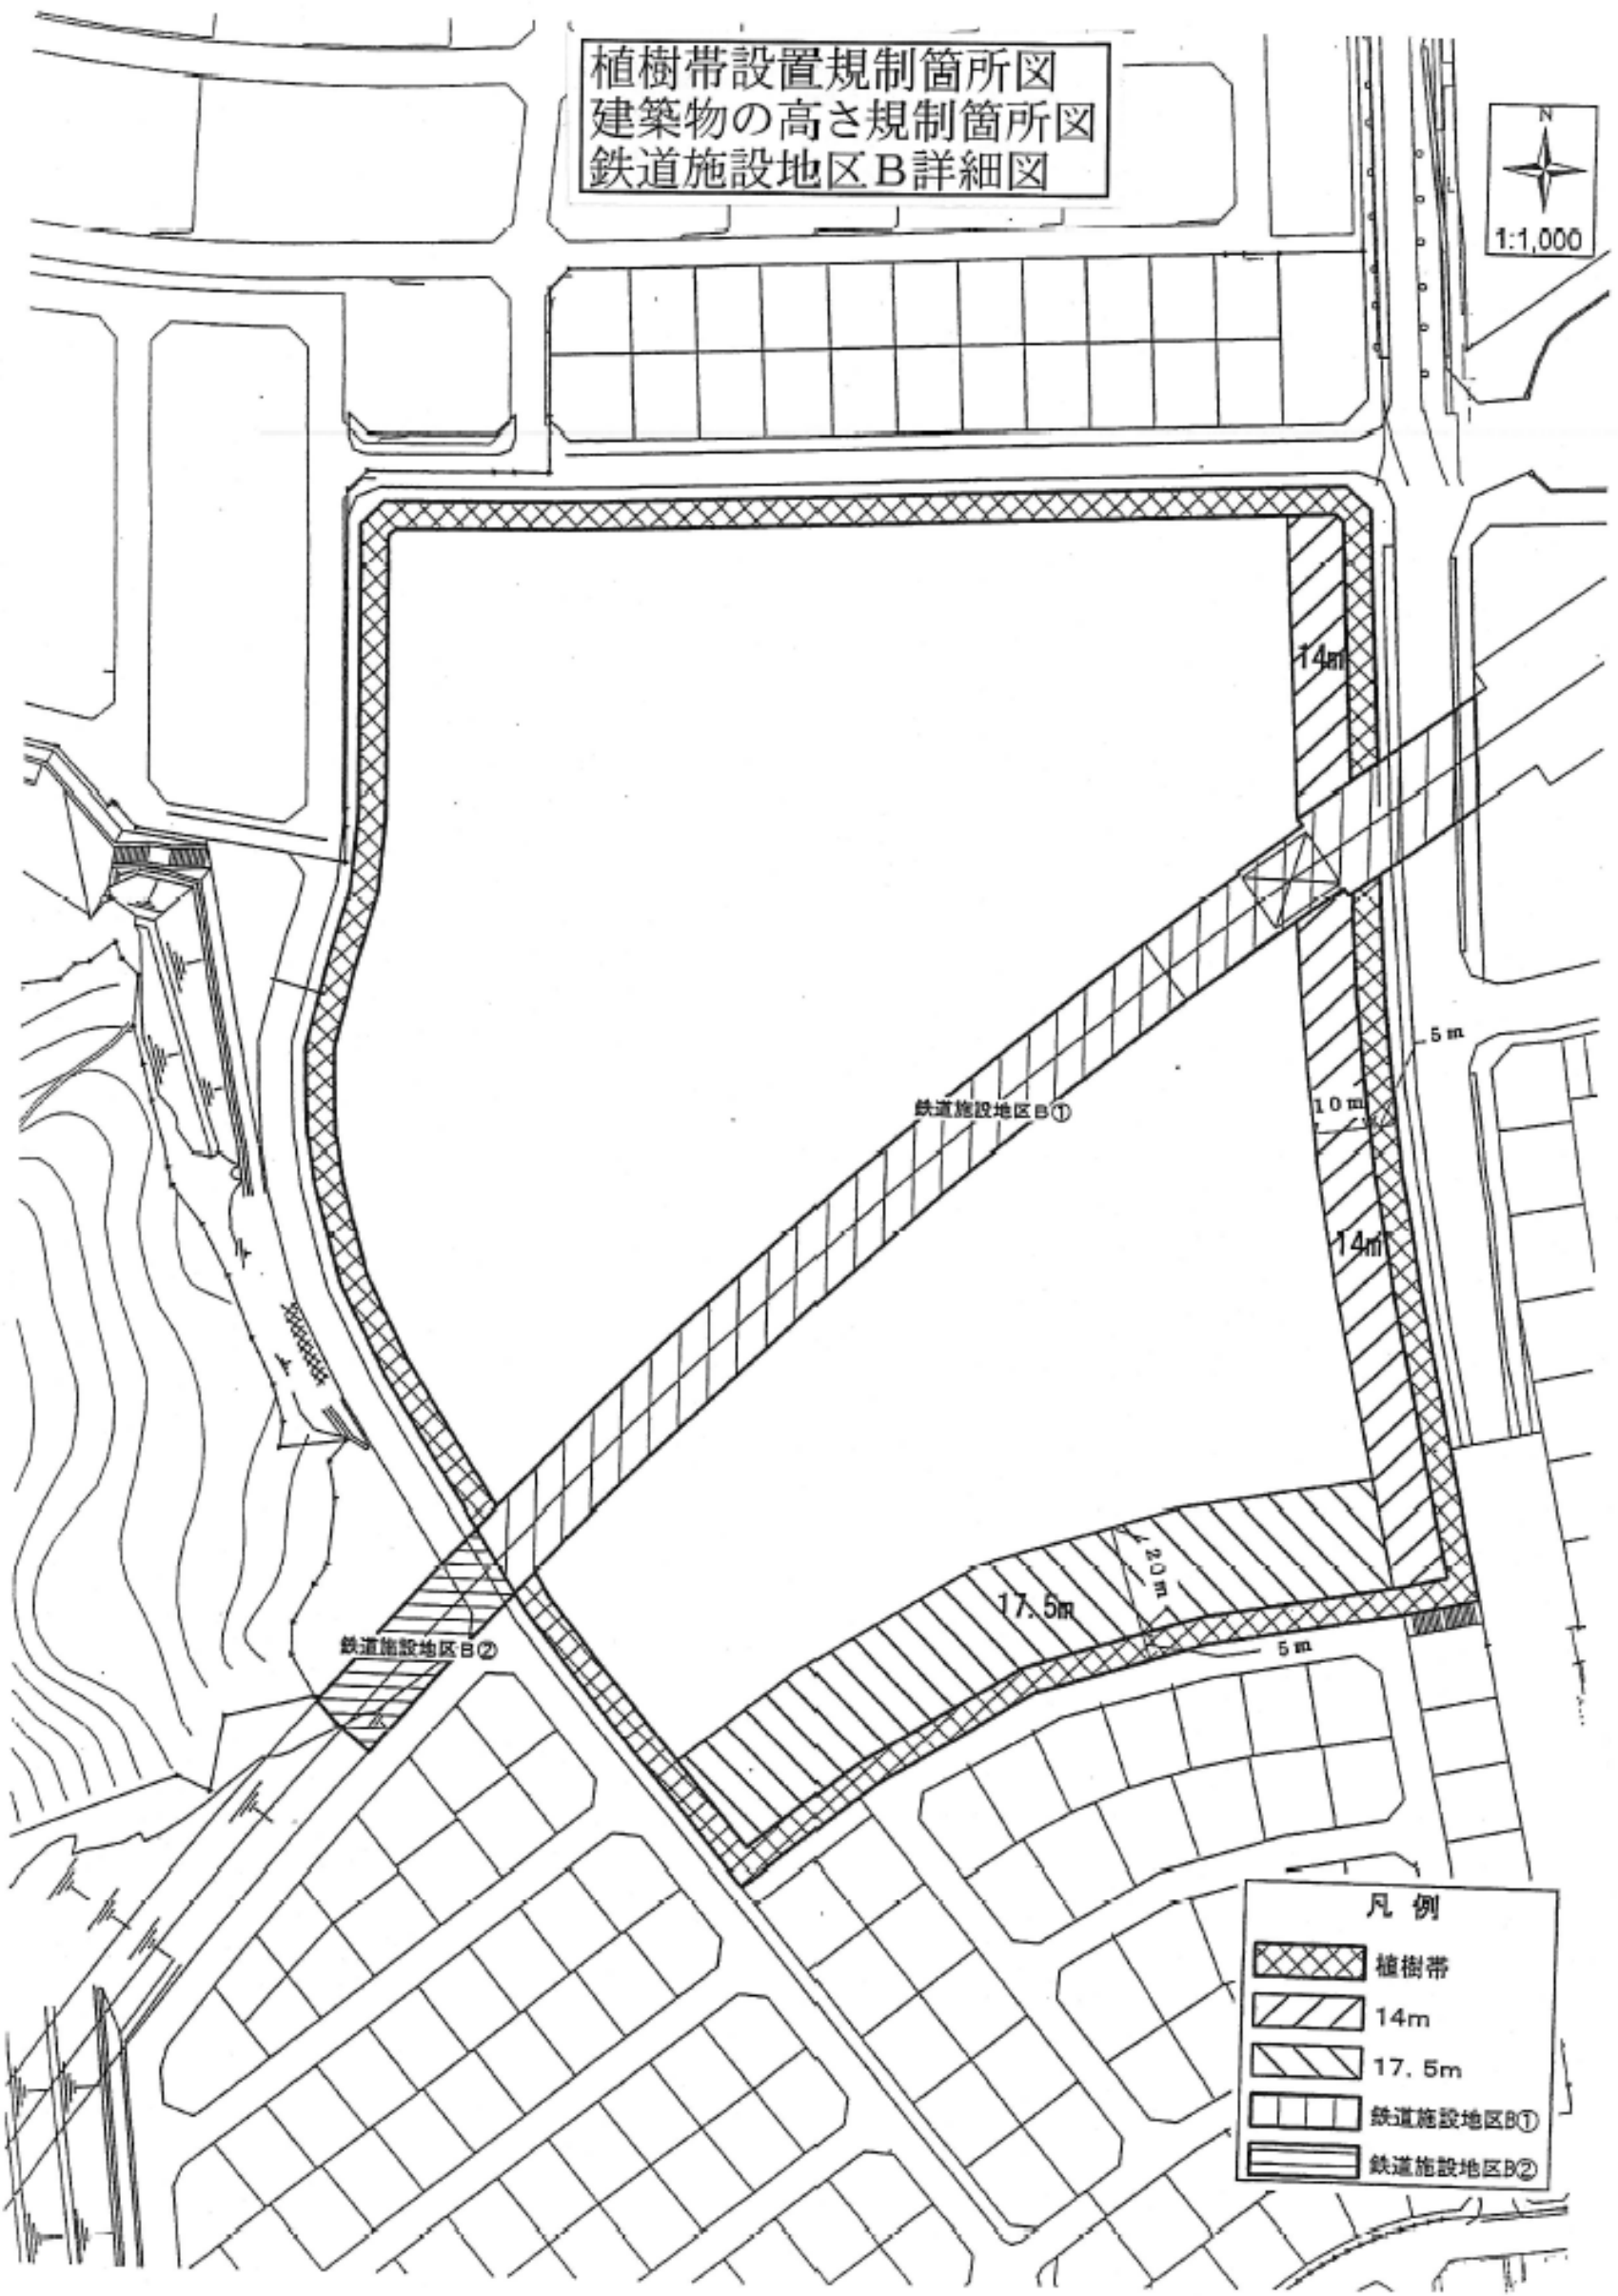 植樹帯設置規制箇所図
建築物の高さ規制箇所図
鉄道施設地区B詳細図
N
1:1,000
14m
5m
鉄道施設地区B①
10m
14m
20m
17.5m
鉄道施設地区B②
5m
凡例
植樹帯
14m
17.5m
鉄道施設地区B①
鉄道施設地区B②